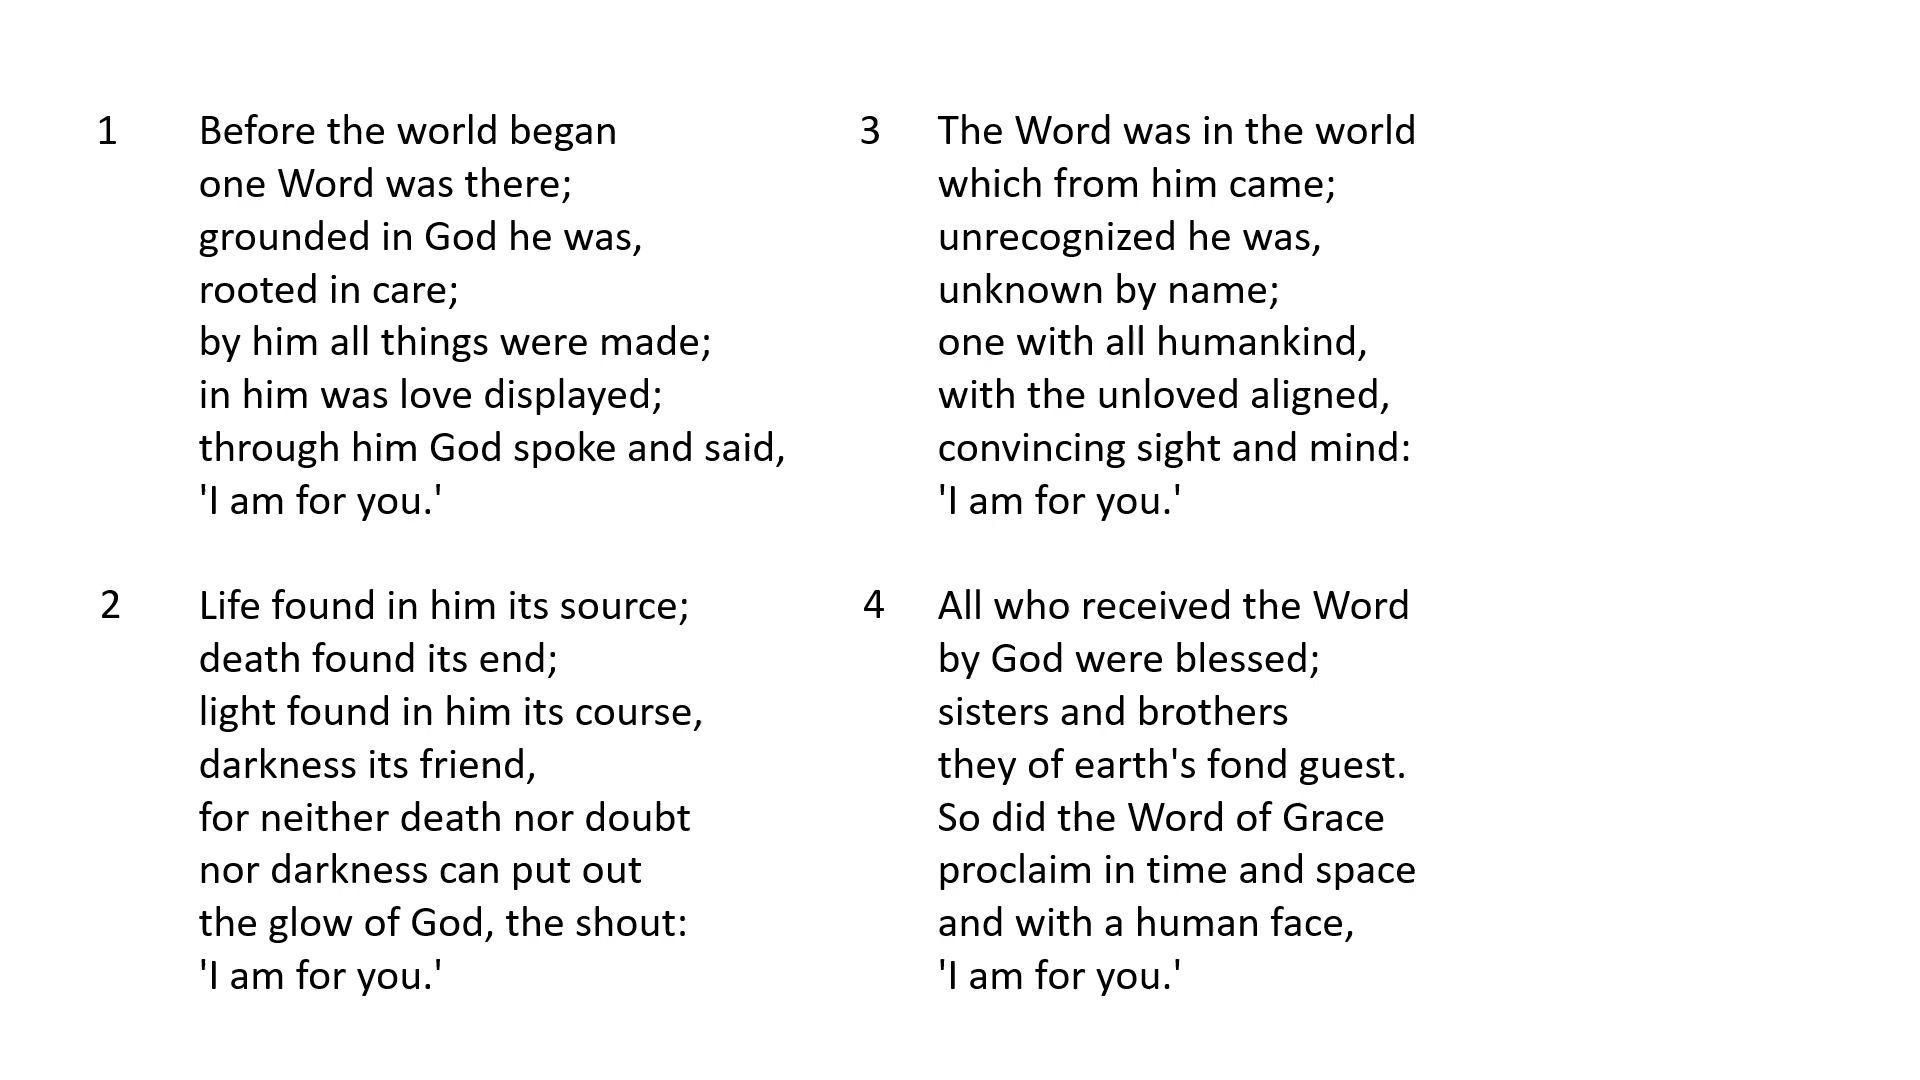 1 Before the world began
one Word was there;
grounded in God he was,
rooted in care;
by him all things were made;
in him was love displayed;
through him God spoke and said,
'I am for you.'
2 Life found in him its source;
death found its end;
light found in him its course,
darkness its friend,
for neither death nor doubt
nor darkness can put out
the glow of God, the shout:
'I am for you.'
3 The Word was in the world
which from him came;
unrecognized he was,
unknown by name;
one with all humankind,
with the unloved aligned,
convincing sight and mind:
'I am for you.'
4 All who received the Word
by God were blessed;
sisters and brothers
they of earth's fond guest.
So did the Word of Grace
proclaim in time and space
and with a human face,
'I am for you.'